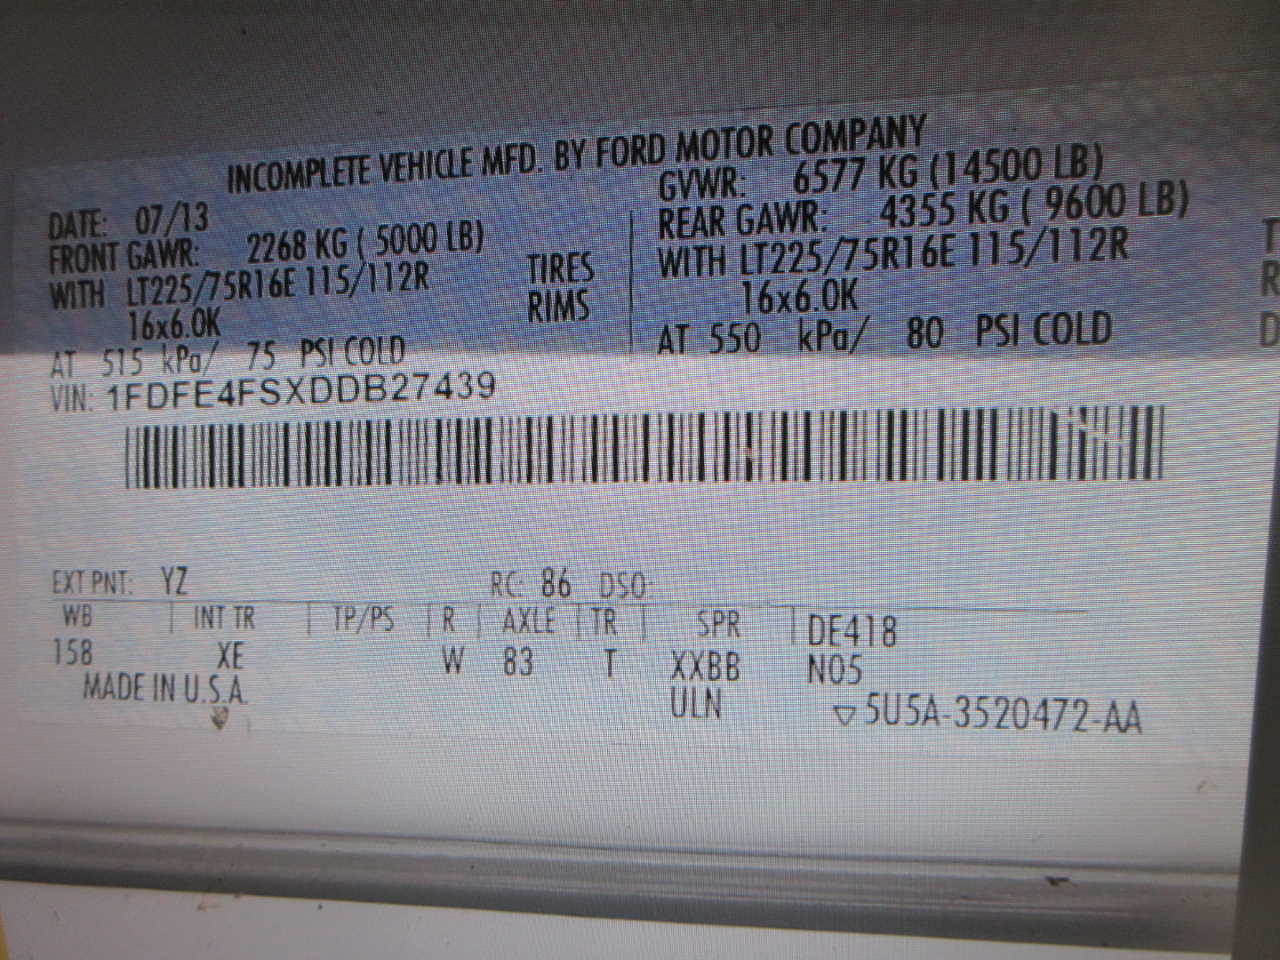 INCOMPLETE VEHICLE MFD. BY FORD MOTOR COMPANY
DATE: 07/13
GVWR: 6577 KG (14500 LB)
FRONT GAWR: 2268 KG ( 5000 LB)
REAR GAWR: 4355 KG ( 9600 LB)
WITH LT225/75R16E 115/112R TIRES WITH LT225/75R16E 115/112R
16x6.0K RIMS 16x6.0K
AT 515 kPa/ 75 PSI COLD AT 550 kPa/ 80 PSI COLD
VIN: 1FDFE4FSXDDB27439
T
R
D
EXT PNT: YZ RC: 86 DSO:
WB INT TR TP/PS R AXLE TR SPR DE418
158 XE W 83 T XXBB N05
MADE IN U.S.A. ULN ▽5U5A-3520472-AA